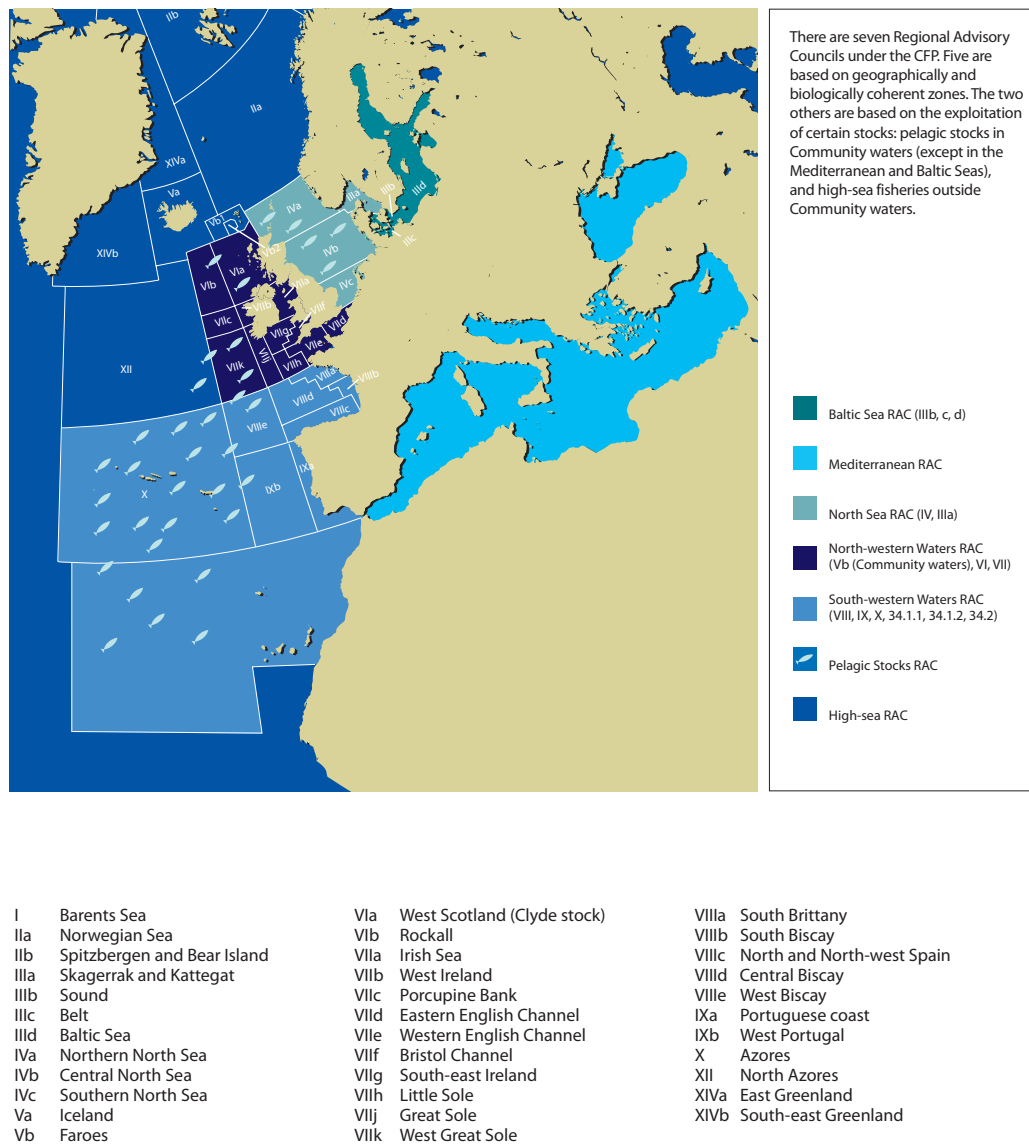 IIb
IIa
XIVa
Va
XIVb
Vb
Vb2
IVa
IIIa
IIIb
IIId
IIIc
IVb
IVc
VIb
VIa
VIIa
VIIb
VIIc
VIIf
VIIg
VIId
VIIe
VIIj
VIIh
VIIk
XII
VIIIa
VIIIb
VIIId
VIIIc
VIIIe
IXa
IXb
X
There are seven Regional Advisory
Councils under the CFP. Five are
based on geographically and
biologically coherent zones. The two
others are based on the exploitation
of certain stocks: pelagic stocks in
Community waters (except in the
Mediterranean and Baltic Seas),
and high-sea fisheries outside
Community waters.
Baltic Sea RAC (IIIb, c, d)
Mediterranean RAC
North Sea RAC (IV, IIIa)
North-western Waters RAC
(Vb (Community waters), VI, VII)
South-western Waters RAC
(VIII, IX, X, 34.1.1, 34.1.2, 34.2)
Pelagic Stocks RAC
High-sea RAC
I Barents Sea
IIa Norwegian Sea
IIb Spitzbergen and Bear Island
IIIa Skagerrak and Kattegat
IIIb Sound
IIIc Belt
IIId Baltic Sea
IVa Northern North Sea
IVb Central North Sea
IVc Southern North Sea
Va Iceland
Vb Faroes
VIa West Scotland (Clyde stock)
VIb Rockall
VIIa Irish Sea
VIIb West Ireland
VIIc Porcupine Bank
VIId Eastern English Channel
VIIe Western English Channel
VIIf Bristol Channel
VIIg South-east Ireland
VIIh Little Sole
VIIj Great Sole
VIIk West Great Sole
VIIIa South Brittany
VIIIb South Biscay
VIIIc North and North-west Spain
VIIId Central Biscay
VIIIe West Biscay
IXa Portuguese coast
IXb West Portugal
X Azores
XII North Azores
XIVa East Greenland
XIVb South-east Greenland